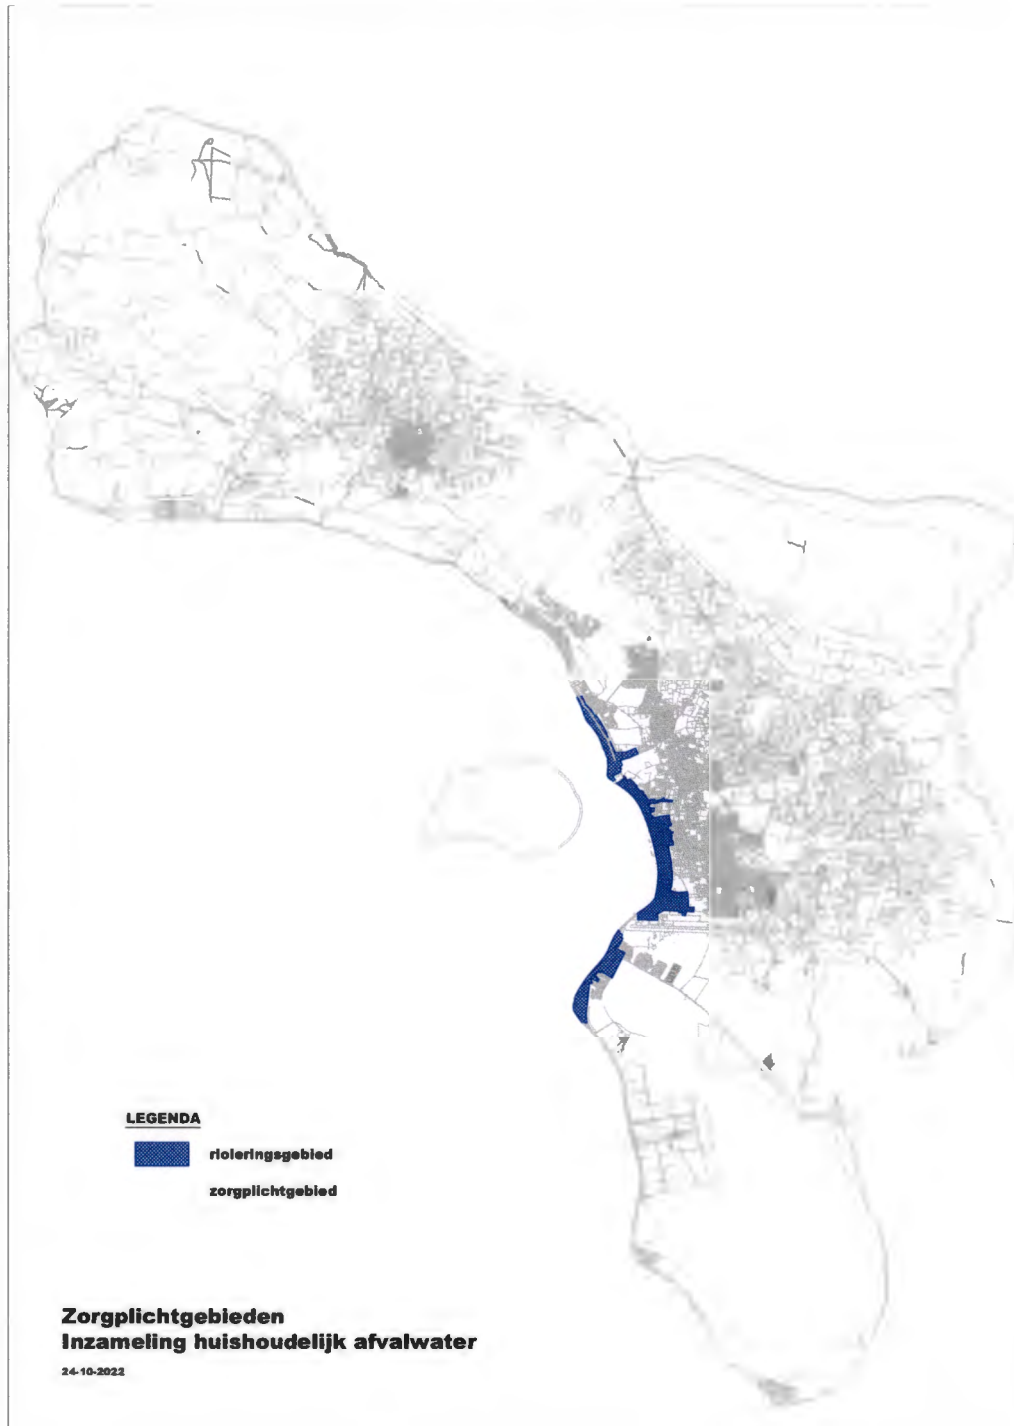 LEGENDA
rioleringsgebied
zorgplichtgebied
Zorgplichtgebieden
Inzameling huishoudelijk afvalwater
24-10-2022